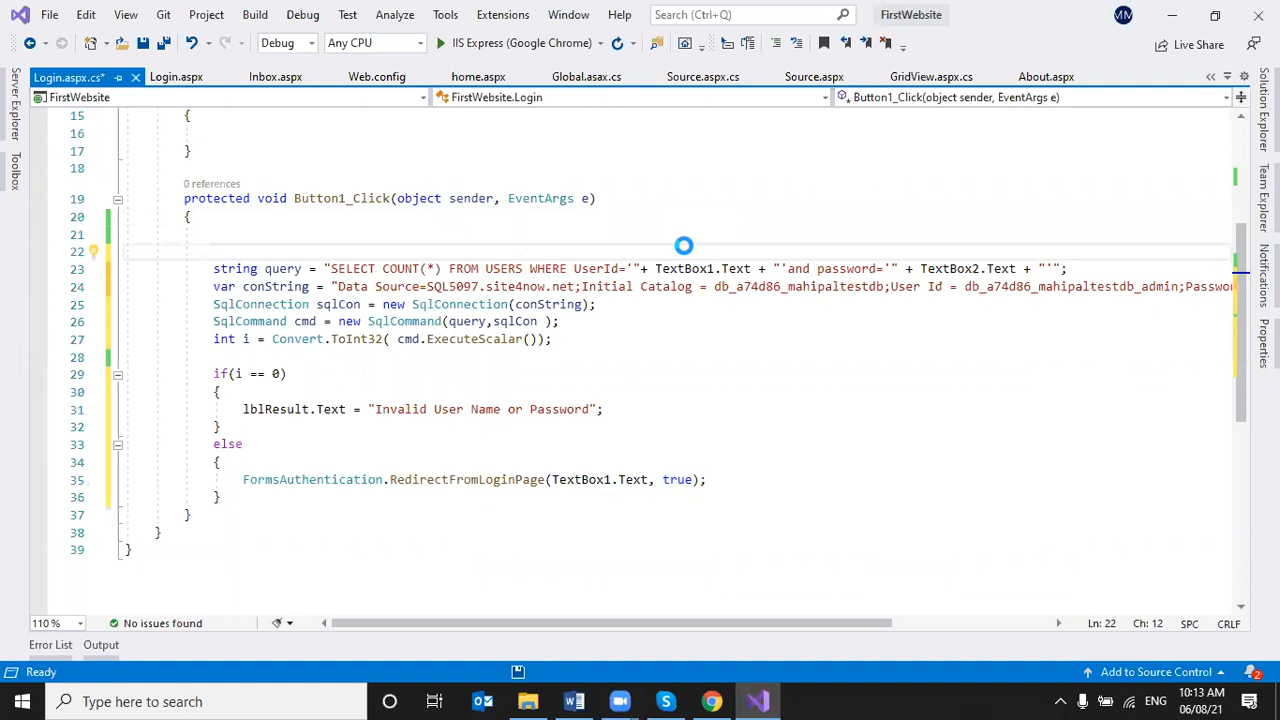 File Edit View Git Project Build Debug Test Analyze Tools Extensions Window Help Search (Ctrl+Q) FirstWebsite MM
Debug Any CPU IIS Express (Google Chrome) Live Share
Login.aspx.cs* Login.aspx Inbox.aspx Web.config home.aspx Global.asax.cs Source.aspx.cs Source.aspx GridView.aspx.cs About.aspx
FirstWebsite FirstWebsite.Login Button1_Click(object sender, EventArgs e)
Server Explorer
Toolbox
Solution Explorer
Team Explorer
Notifications
Properties
15 {
16
17 }
18
0 references
19 protected void Button1_Click(object sender, EventArgs e)
20 {
21
22
23 string query = "SELECT COUNT(*) FROM USERS WHERE UserId='"+ TextBox1.Text + "'and password='" + TextBox2.Text + "'";
24 var conString = "Data Source=SQL5097.site4now.net;Initial Catalog = db_a74d86_mahipaltestdb;User Id = db_a74d86_mahipaltestdb_admin;Passwor
25 SqlConnection sqlCon = new SqlConnection(conString);
26 SqlCommand cmd = new SqlCommand(query,sqlCon );
27 int i = Convert.ToInt32( cmd.ExecuteScalar());
28
29 if(i == 0)
30 {
31 lblResult.Text = "Invalid User Name or Password";
32 }
33 else
34 {
35 FormsAuthentication.RedirectFromLoginPage(TextBox1.Text, true);
36 }
37 }
38 }
39 }
110 % No issues found Ln: 22 Ch: 12 SPC CRLF
Error List Output
Ready Add to Source Control 2
Type here to search ENG 10:13 AM
06/08/21